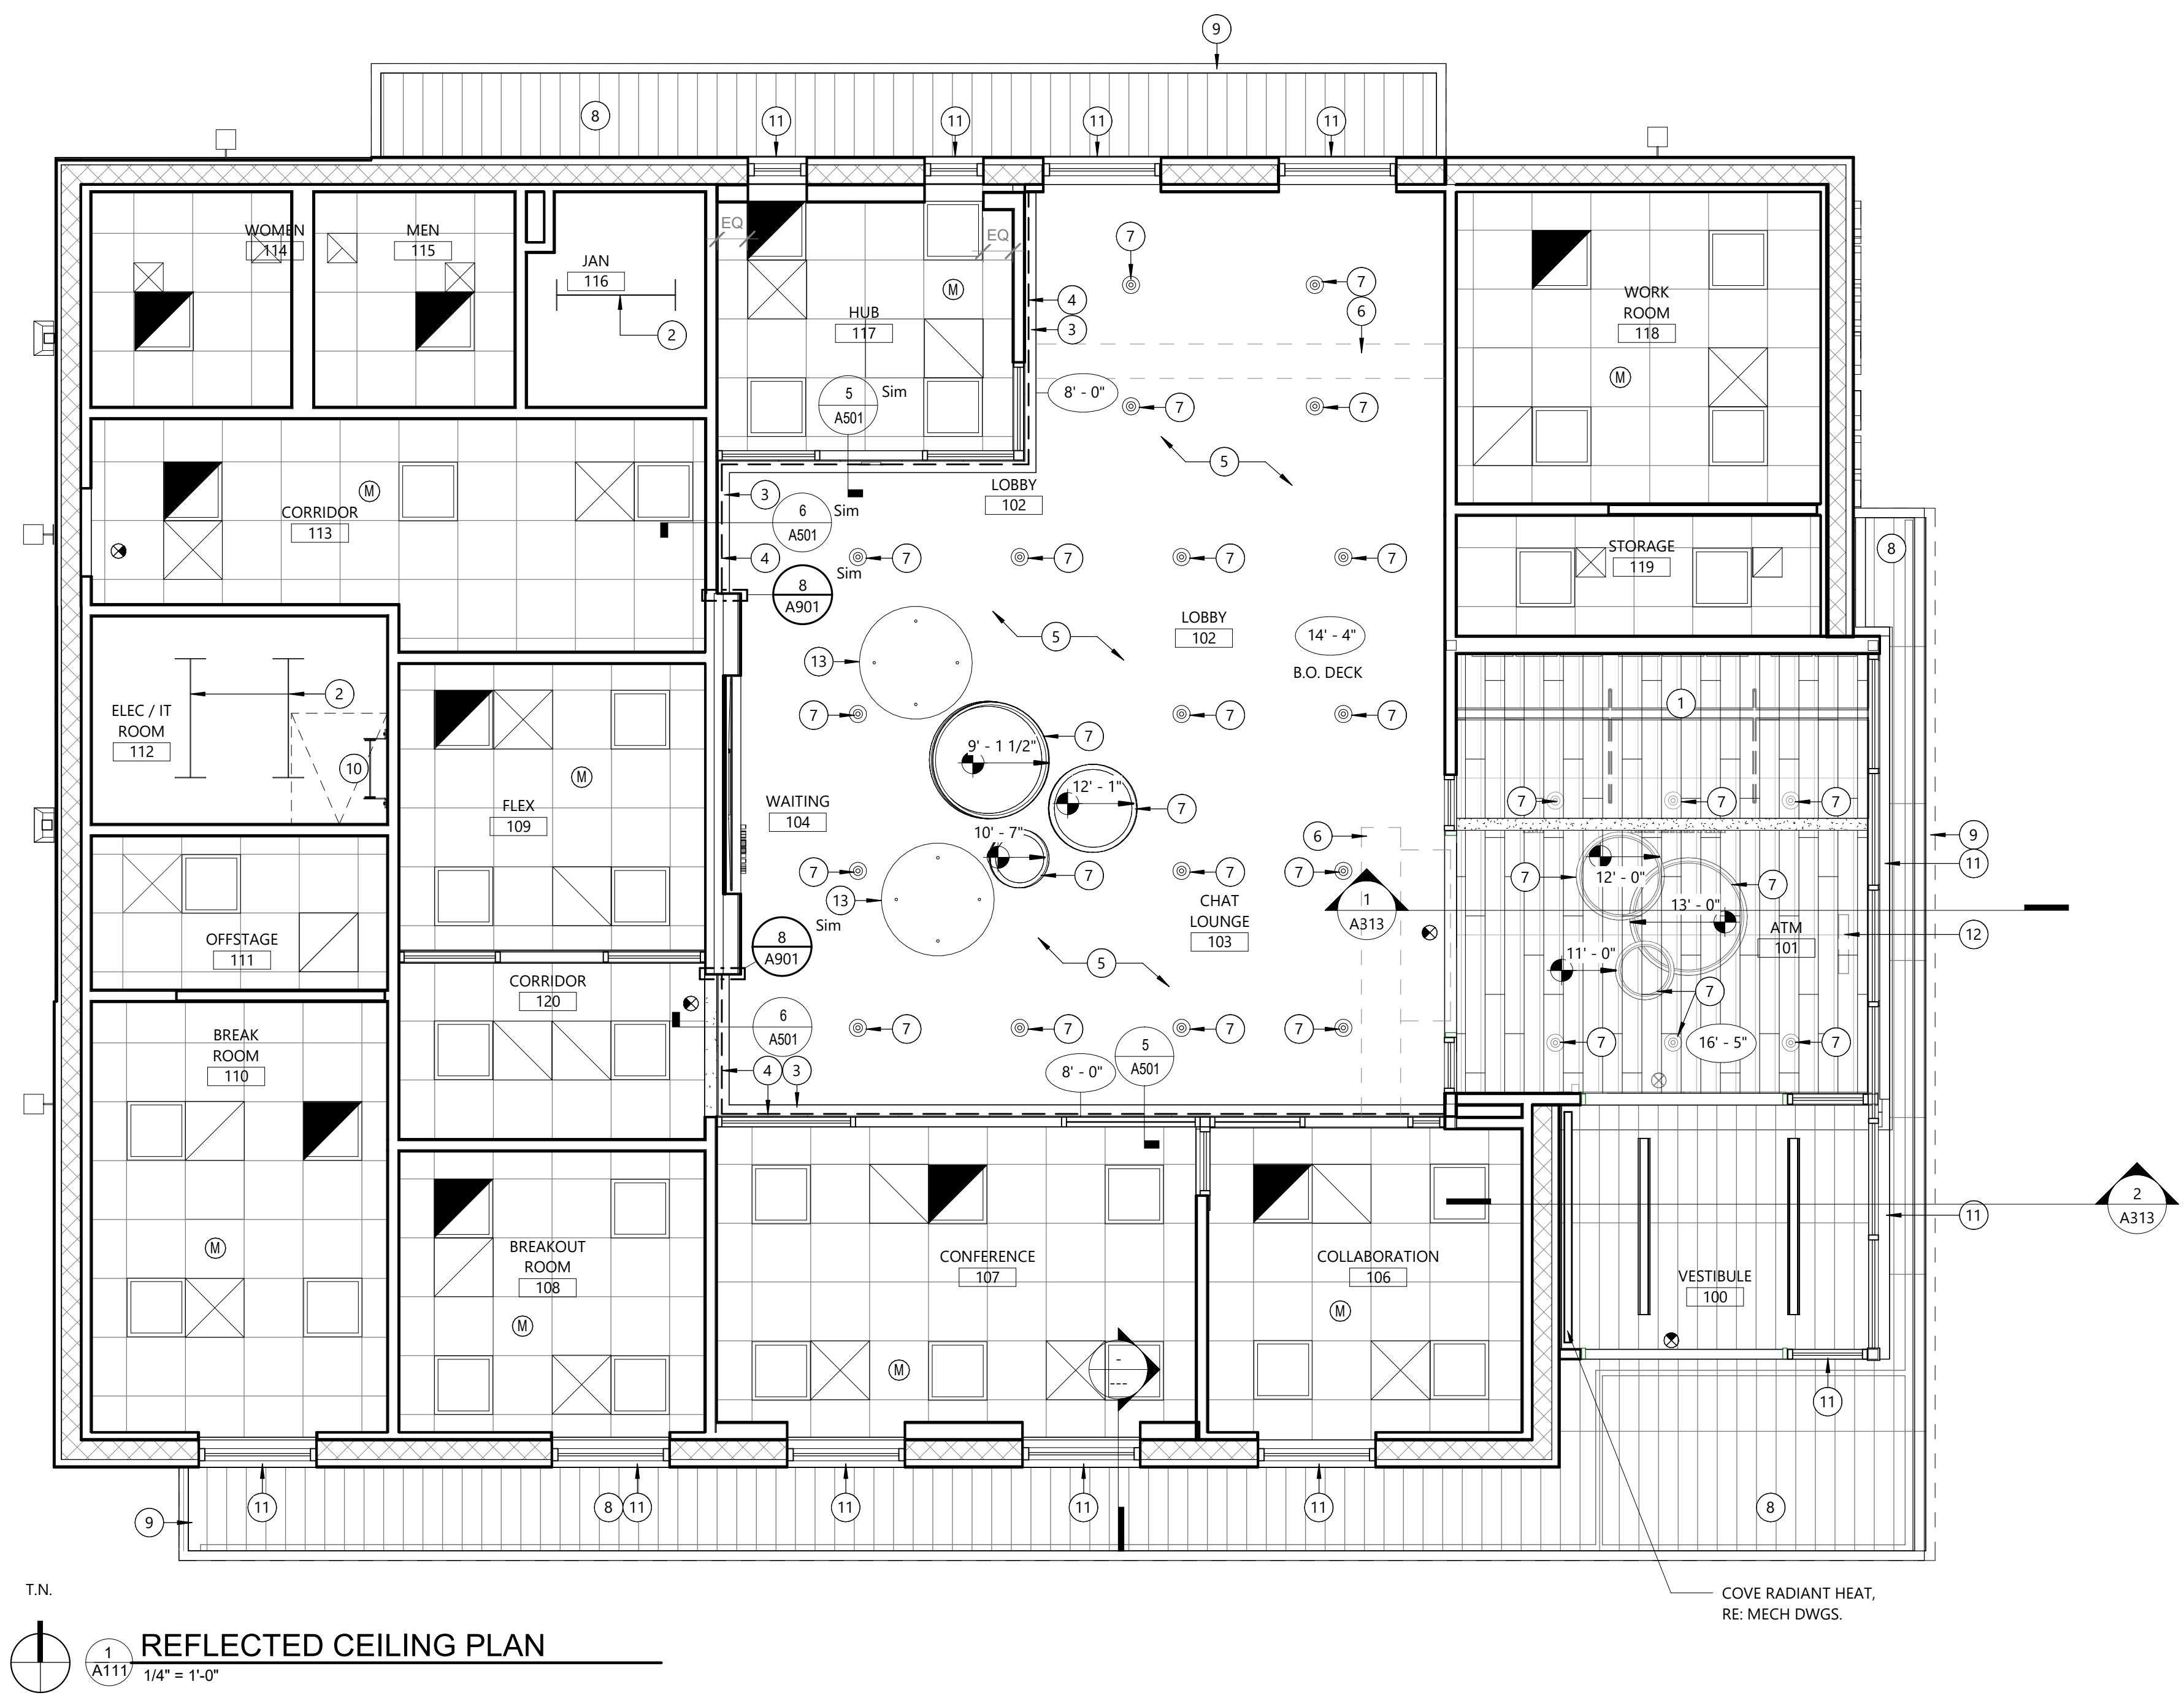 9
8
11
11
11
11
WOMEN
114
MEN
115
JAN
116
2
EQ
EQ
M
HUB
117
7
7
6
4
3
WORK
ROOM
118
M
5
A501
Sim
8' - 0"
7
7
5
M
CORRIDOR
113
3
6
A501
Sim
LOBBY
102
4
7
7
7
7
STORAGE
119
8
8
A901
Sim
5
LOBBY
102
14' - 4"
B.O. DECK
13
ELEC / IT
ROOM
112
2
10
1
7
7
7
7
9' - 1 1/2"
M
FLEX
109
WAITING
104
12' - 1"
7
7
7
7
10' - 7"
6
9
11
7
7
7
7
12' - 0"
7
7
13
CHAT
LOUNGE
103
1
A313
13' - 0"
ATM
101
12
OFFSTAGE
111
8
A901
Sim
5
11' - 0"
7
CORRIDOR
120
6
A501
7
7
7
7
7
16' - 5"
7
BREAK
ROOM
110
4
3
8' - 0"
5
A501
M
BREAKOUT
ROOM
108
M
CONFERENCE
107
M
-
---
COLLABORATION
106
M
VESTIBULE
100
11
2
A313
11
9
11
8
11
11
11
11
8
COVE RADIANT HEAT,
RE: MECH DWGS.
T.N.
1
A111
REFLECTED CEILING PLAN
1/4" = 1'-0"